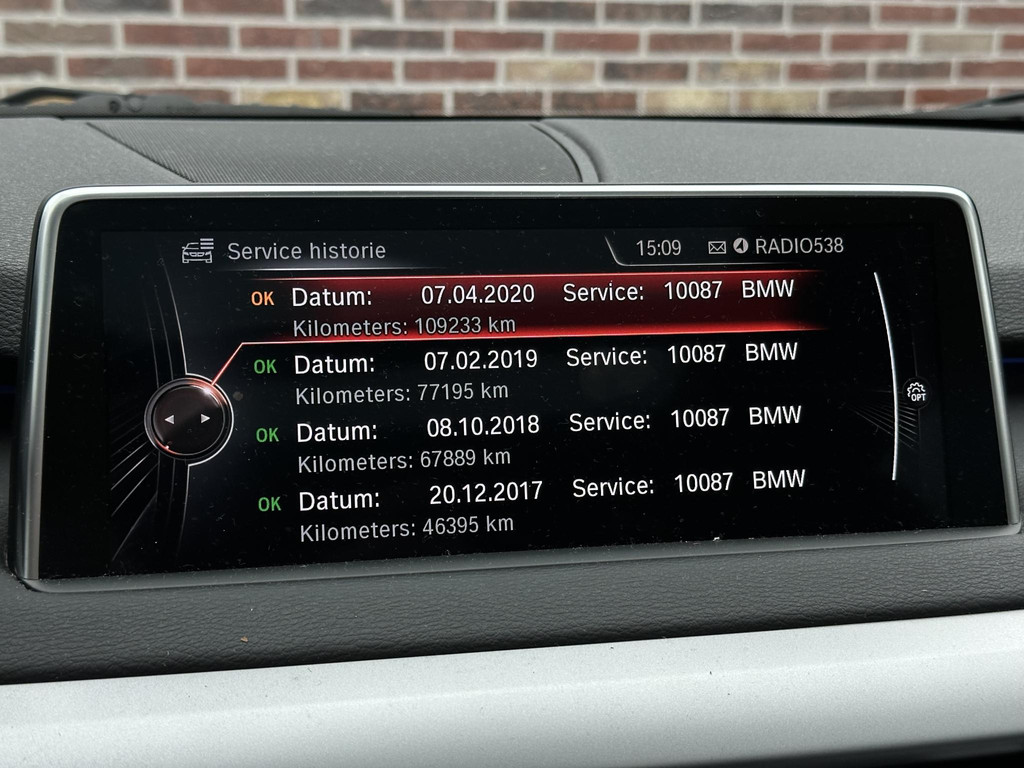 Service historie 15:09 RADIO538
OK Datum: 07.04.2020 Service: 10087 BMW
Kilometers: 109233 km
OK Datum: 07.02.2019 Service: 10087 BMW
Kilometers: 77195 km
OK Datum: 08.10.2018 Service: 10087 BMW
Kilometers: 67889 km
OK Datum: 20.12.2017 Service: 10087 BMW
Kilometers: 46395 km
OPT